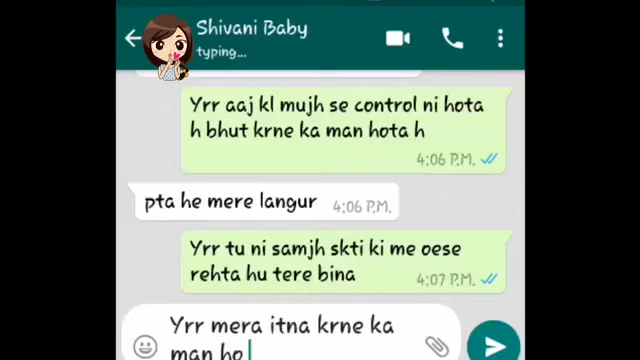 Shivani Baby
typing...
Yrr aaj kl mujh se control ni hota
h bhut krne ka man hota h
4:06 P.M.
pta he mere langur
4:06 P.M.
Yrr tu ni samjh skti ki me oese
rehta hu tere bina
4:07 P.M.
Yrr mera itna krne ka
man ho